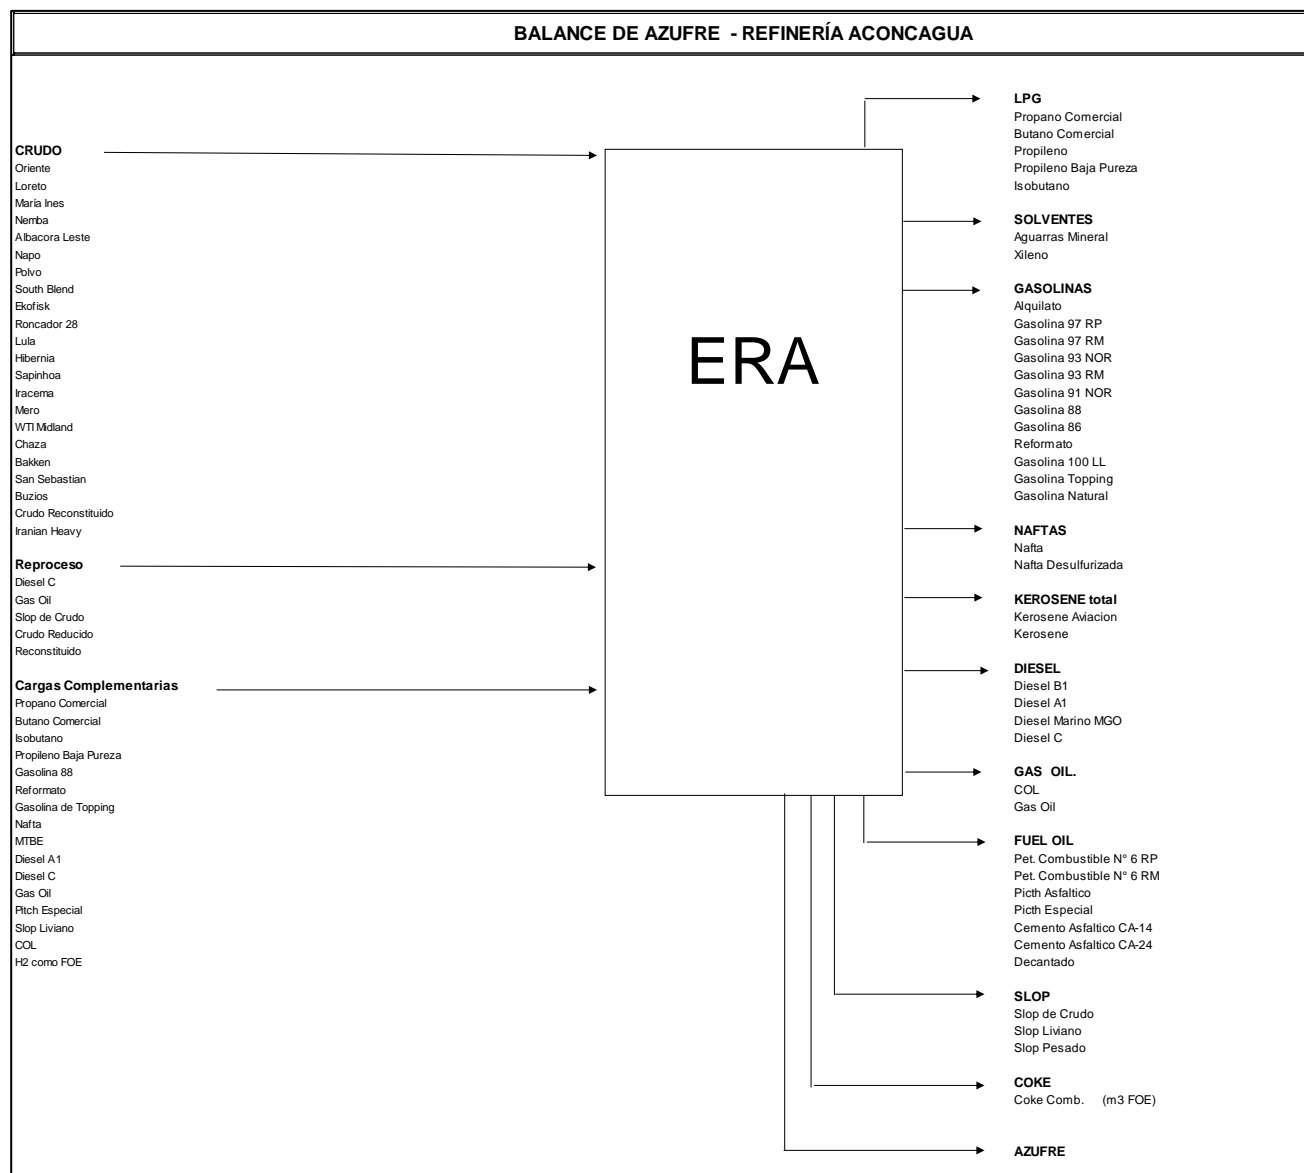 BALANCE DE AZUFRE - REFINERÍA ACONCAGUA
CRUDO
Oriente
Loreto
María Ines
Nemba
Albacora Leste
Napo
Polvo
South Blend
Ekofisk
Roncador 28
Lula
Hibernia
Sapinhoa
Iracema
Mero
WTI Midland
Chaza
Bakken
San Sebastian
Buzios
Crudo Reconstituido
Iranian Heavy
Reproceso
Diesel C
Gas Oil
Slop de Crudo
Crudo Reducido
Reconstituido
Cargas Complementarias
Propano Comercial
Butano Comercial
Isobutano
Propileno Baja Pureza
Gasolina 88
Reformato
Gasolina de Topping
Nafta
MTBE
Diesel A1
Diesel C
Gas Oil
Pitch Especial
Slop Liviano
COL
H2 como FOE
ERA
LPG
Propano Comercial
Butano Comercial
Propileno
Propileno Baja Pureza
Isobutano
SOLVENTES
Aguarras Mineral
Xileno
GASOLINAS
Alquilato
Gasolina 97 RP
Gasolina 97 RM
Gasolina 93 NOR
Gasolina 93 RM
Gasolina 91 NOR
Gasolina 88
Gasolina 86
Reformato
Gasolina 100 LL
Gasolina Topping
Gasolina Natural
NAFTAS
Nafta
Nafta Desulfurizada
KEROSENE total
Kerosene Aviacion
Kerosene
DIESEL
Diesel B1
Diesel A1
Diesel Marino MGO
Diesel C
GAS OIL.
COL
Gas Oil
FUEL OIL
Pet. Combustible N° 6 RP
Pet. Combustible N° 6 RM
Picth Asfaltico
Picth Especial
Cemento Asfaltico CA-14
Cemento Asfaltico CA-24
Decantado
SLOP
Slop de Crudo
Slop Liviano
Slop Pesado
COKE
Coke Comb. (m3 FOE)
AZUFRE